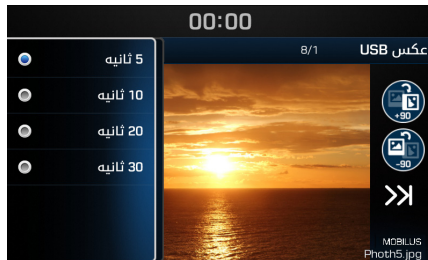 00:00
عکس USB
8/1
5 ثانیه
10 ثانیه
20 ثانیه
30 ثانیه
+90
-90
MOBILUS
Photh5.jpg